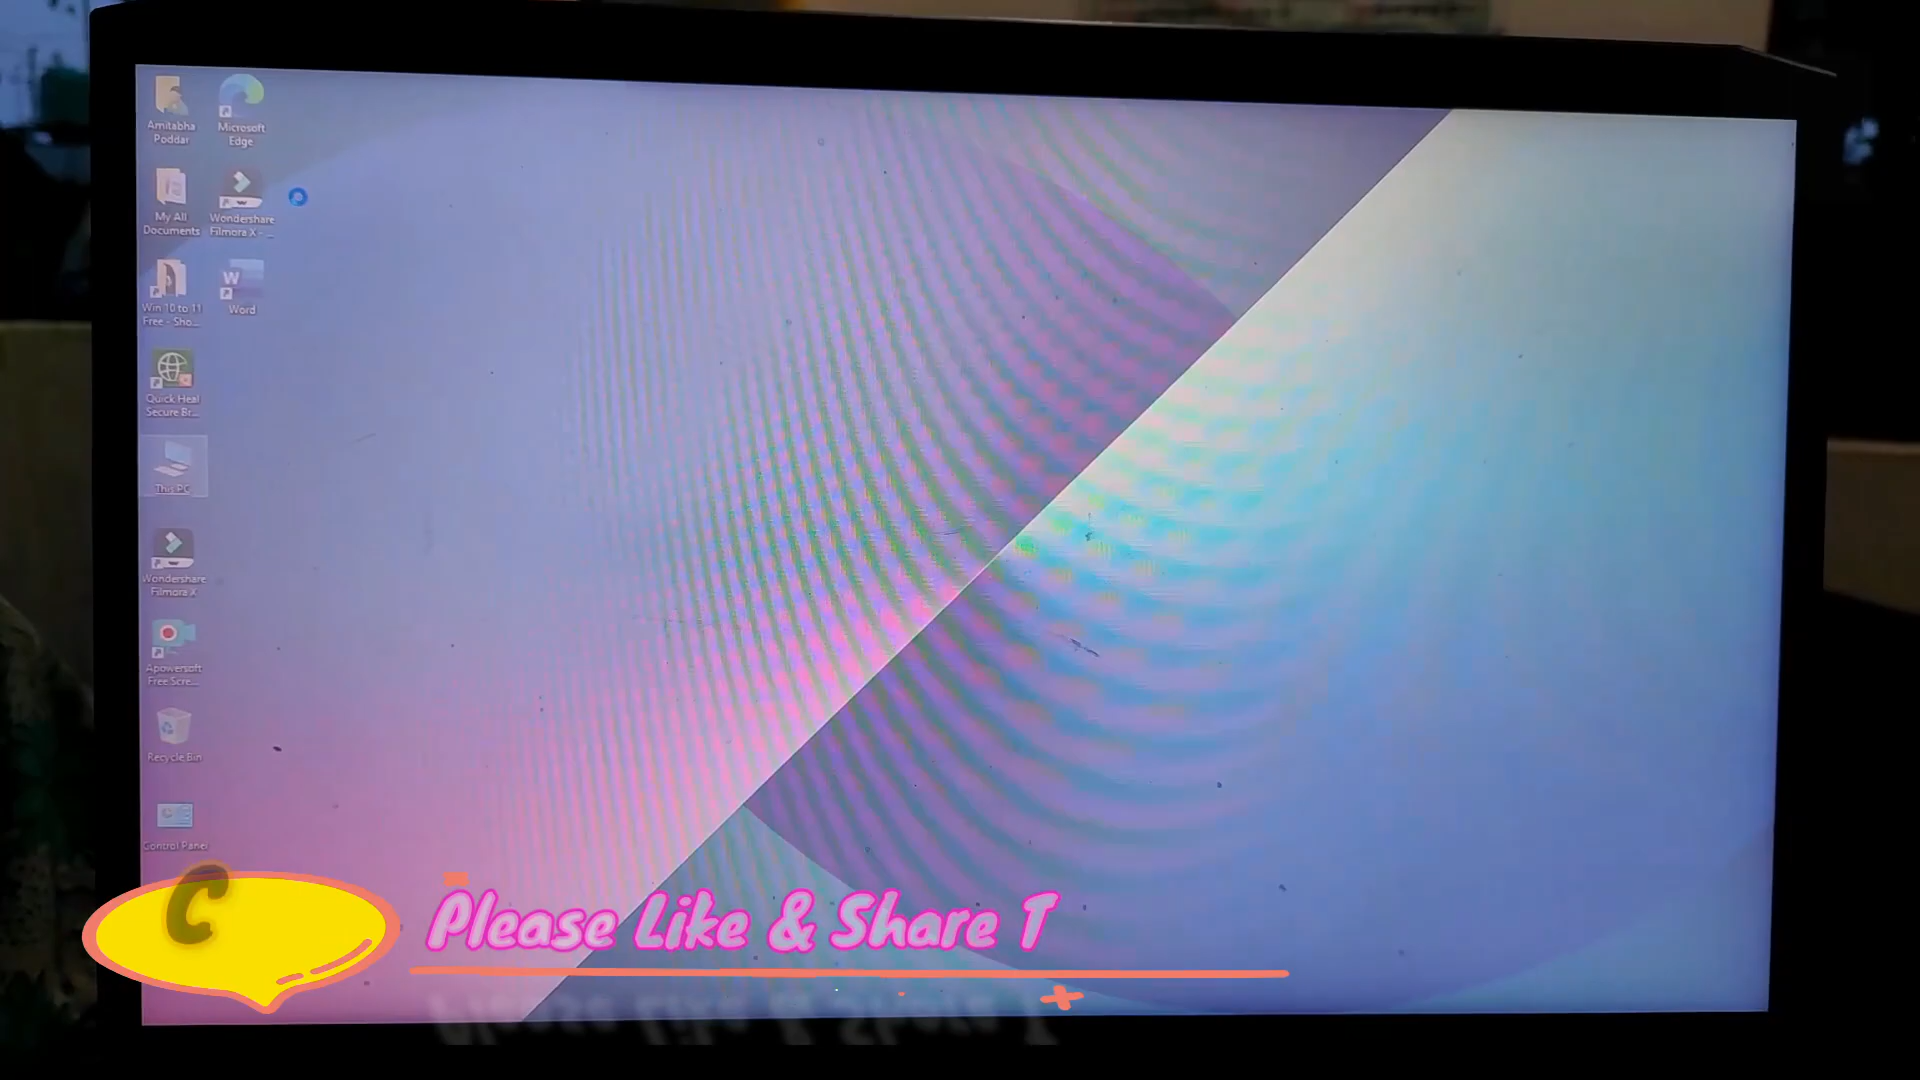 Amitabha
Poddar
Microsoft
Edge
My All
Documents
Wondershare
Filmora X - ...
Win 10 to 11
Free - Sho...
Word
Quick Heal
Secure Br...
This PC
Wondershare
Filmora X
Apowersoft
Free Scre...
Recycle Bin
Control Panel
C
Please Like & Share T